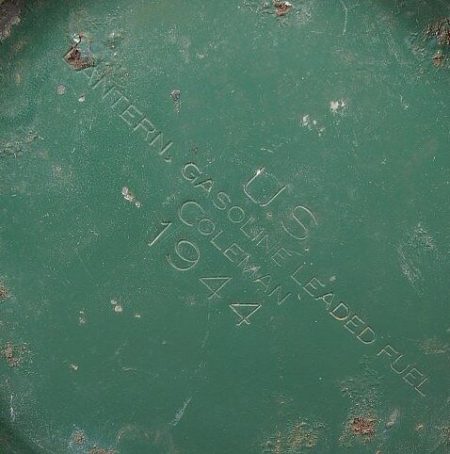 U S
LANTERN, GASOLINE LEADED FUEL
COLEMAN
1944